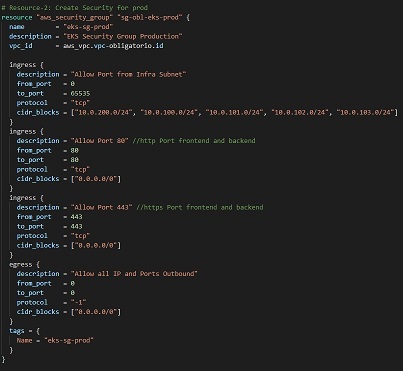 # Resource-2: Create Security for prod
resource "aws_security_group" "sg-obl-eks-prod" {
  name        = "eks-sg-prod"
  description = "EKS Security Group Production"
  vpc_id      = aws_vpc.vpc-obligatorio.id

  ingress {
    description = "Allow Port from Infra Subnet"
    from_port   = 0
    to_port     = 65535
    protocol    = "tcp"
    cidr_blocks = ["10.0.200.0/24", "10.0.100.0/24", "10.0.101.0/24", "10.0.102.0/24", "10.0.103.0/24"]
  }
  ingress {
    description = "Allow Port 80" //http Port frontend and backend
    from_port   = 80
    to_port     = 80
    protocol    = "tcp"
    cidr_blocks = ["0.0.0.0/0"]
  }
  ingress {
    description = "Allow Port 443" //https Port frontend and backend
    from_port   = 443
    to_port     = 443
    protocol    = "tcp"
    cidr_blocks = ["0.0.0.0/0"]
  }
  egress {
    description = "Allow all IP and Ports Outbound"
    from_port   = 0
    to_port     = 0
    protocol    = "-1"
    cidr_blocks = ["0.0.0.0/0"]
  }
  tags = {
    Name = "eks-sg-prod"
  }
}